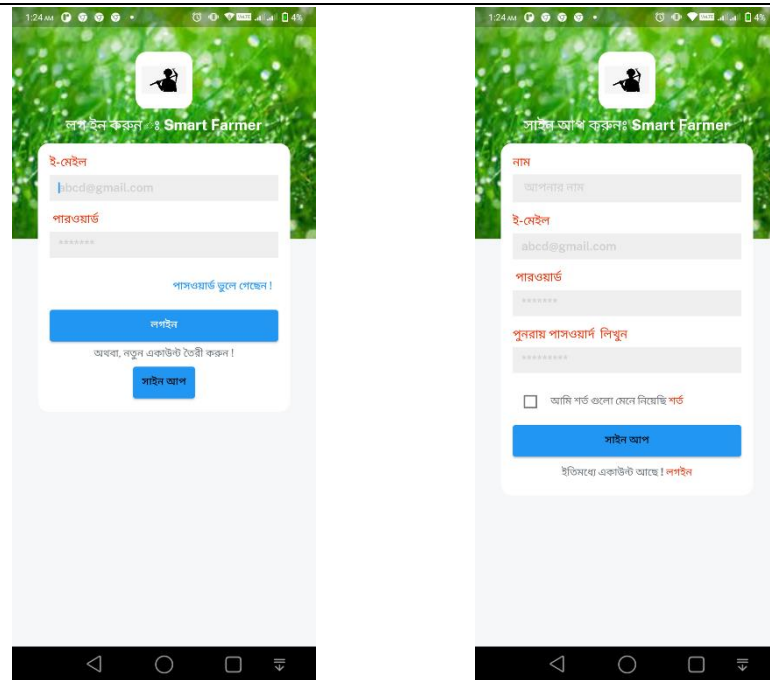 1:24 AM 4%
লগ ইন করুন ঃ Smart Farmer
ই-মেইল
abcd@gmail.com
পারওয়ার্ড
*******
পাসওয়ার্ড ভুলে গেছেন !
লগইন
অথবা, নতুন একাউন্ট তৈরী করুন !
সাইন আপ
1:24 AM 4%
সাইন আপ করুনঃ Smart Farmer
নাম
আপনার নাম
ই-মেইল
abcd@gmail.com
পারওয়ার্ড
*******
পুনরায় পাসওয়ার্দ লিখুন
*********
আমি শর্ত গুলো মেনে নিয়েছি শর্ত
সাইন আপ
ইতিমধ্যে একাউন্ট আছে ! লগইন